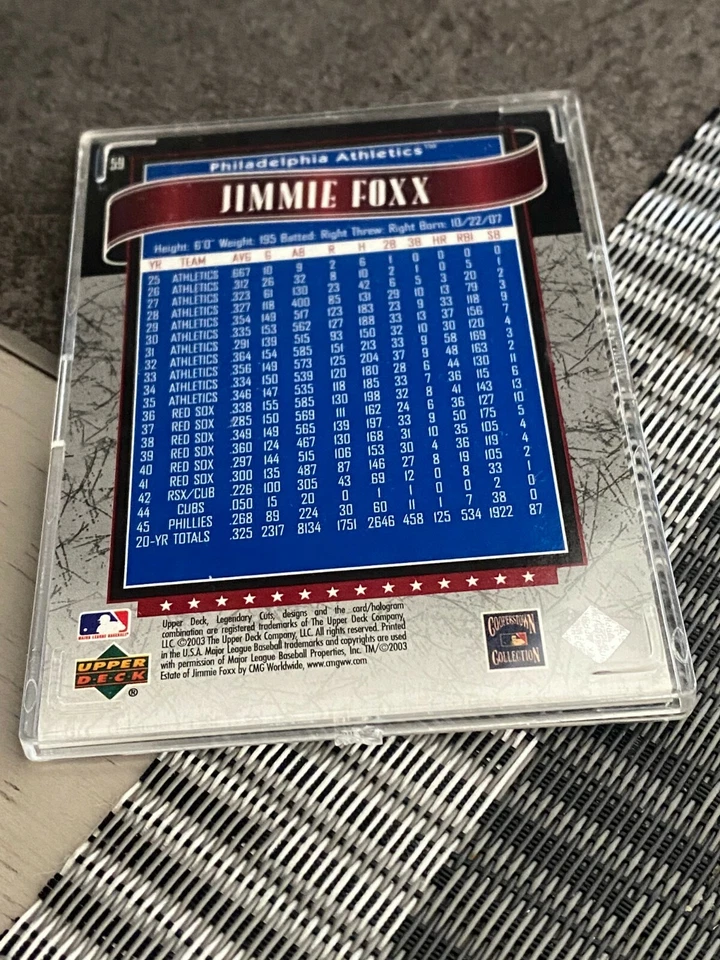 59
Philadelphia Athletics™
JIMMIE FOXX
Height: 6'0" Weight: 195 Batted: Right Threw: Right Born: 10/22/07
YR TEAM AVG G AB R H 2B 3B HR RBI SB
25 ATHLETICS .667 10 9 2 6 1 0 0 0 0
26 ATHLETICS .312 26 32 8 10 2 1 0 5 1
27 ATHLETICS .323 61 130 23 42 6 5 3 20 2
28 ATHLETICS .327 118 400 85 131 29 10 13 79 3
29 ATHLETICS .354 149 517 123 183 23 9 33 118 9
30 ATHLETICS .335 153 562 127 188 33 13 37 156 7
31 ATHLETICS .291 139 515 93 150 32 10 30 120 4
32 ATHLETICS .364 154 585 151 213 33 9 58 169 3
33 ATHLETICS .356 149 573 125 204 37 9 48 163 2
34 ATHLETICS .334 150 539 120 180 28 6 44 130 11
35 ATHLETICS .346 147 535 118 185 33 7 36 115 6
36 RED SOX .338 155 585 130 198 32 8 41 143 13
37 RED SOX .285 150 569 111 162 24 6 36 127 10
38 RED SOX .349 149 565 139 197 33 9 50 175 5
39 RED SOX .360 124 467 130 168 31 10 35 105 4
40 RED SOX .297 144 515 106 153 30 4 36 119 4
41 RED SOX .300 135 487 87 146 27 8 19 105 2
42 RSX/CUB .226 100 305 43 69 12 0 8 33 1
44 CUBS .050 15 20 0 1 1 0 0 2 0
45 PHILLIES .268 89 224 30 60 11 1 7 38 0
20-YR TOTALS .325 2317 8134 1751 2646 458 125 534 1922 87
Upper Deck, Legendary Cuts, designs and the card/hologram
combination are registered trademarks of The Upper Deck Company,
LLC. ©2003 The Upper Deck Company, LLC. All rights reserved. Printed
in the U.S.A. Major League Baseball trademarks and copyrights are used
with permission of Major League Baseball Properties, Inc. TM/©2003
Estate of Jimmie Foxx by CMG Worldwide, www.cmgww.com
MAJOR LEAGUE BASEBALL
UPPER
DECK
®
COOPERSTOWN
COLLECTION